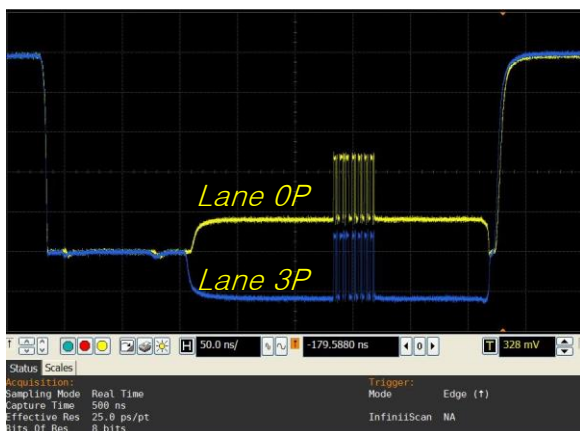 Lane 0P
Lane 3P
H 50.0 ns/ -179.5880 ns 0 T 328 mV
Status Scales
Acquisition: Trigger:
Sampling Mode Real Time Mode Edge (↑)
Capture Time 500 ns
Effective Res 25.0 ps/pt InfiniiScan NA
Bits Of Res 8 bits